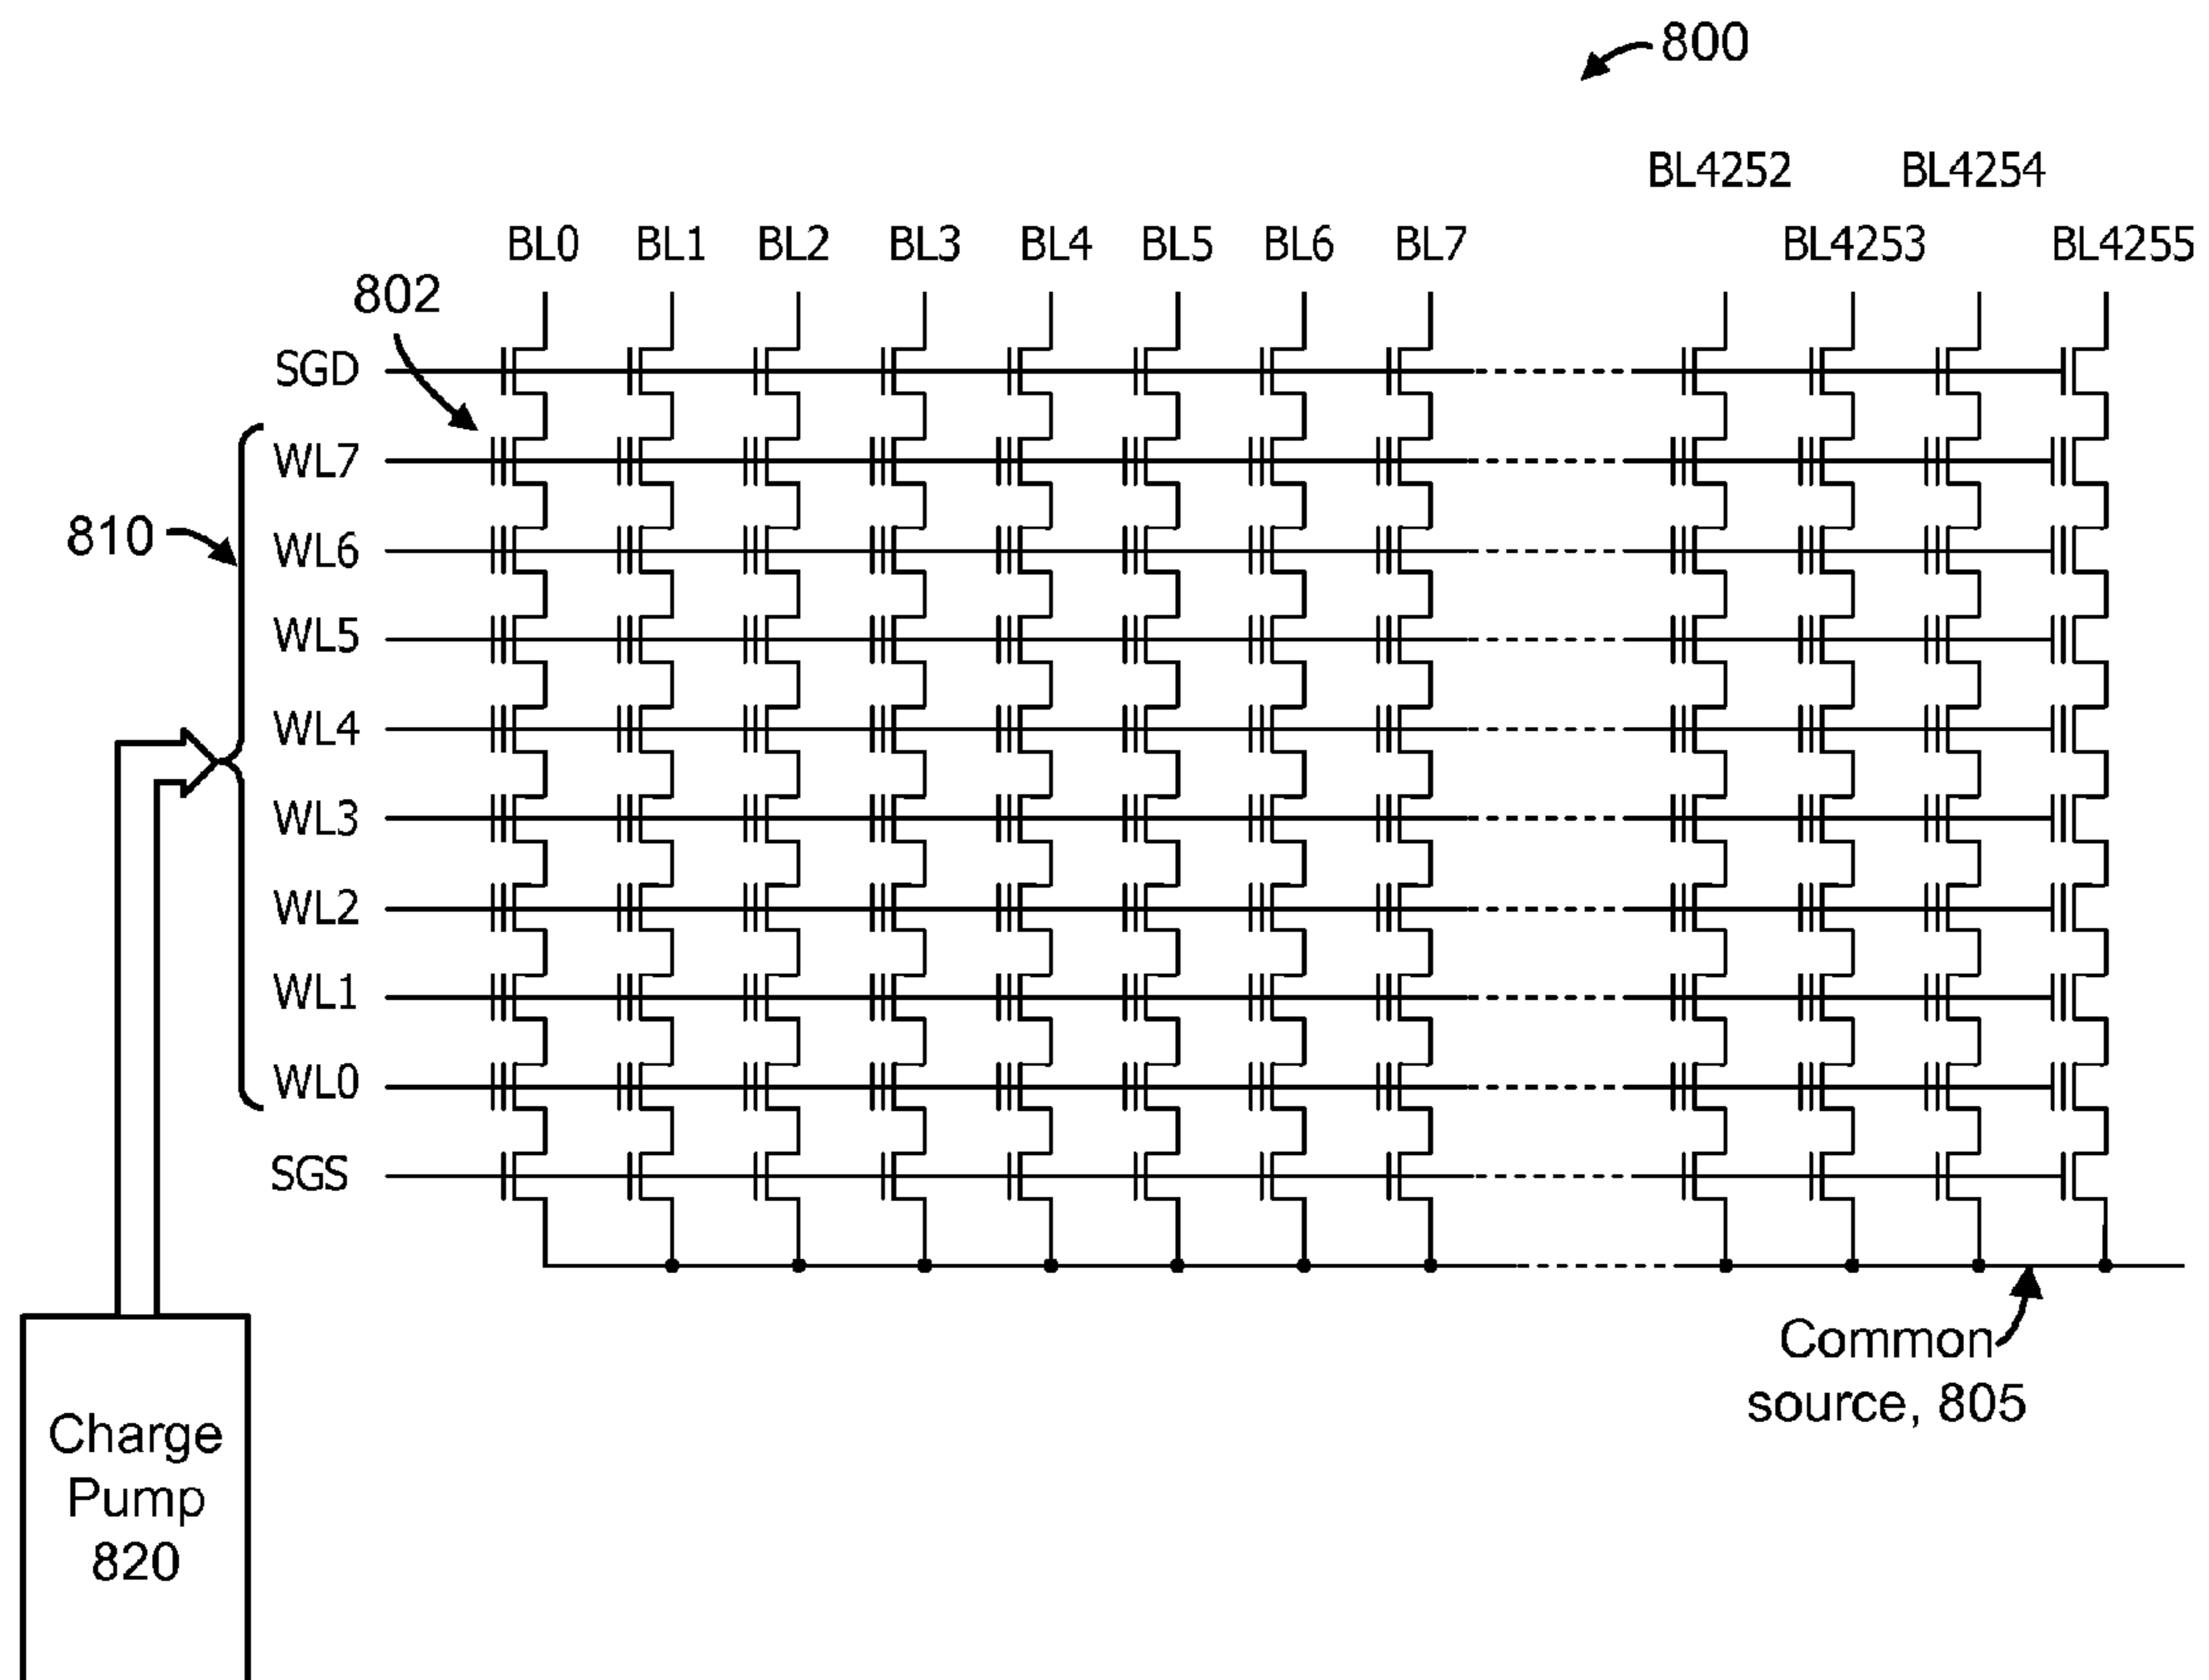 800
BL4252 BL4254
BL0 BL1 BL2 BL3 BL4 BL5 BL6 BL7 BL4253 BL4255
802
SGD
WL7
810
WL6
WL5
WL4
WL3
WL2
WL1
WL0
SGS
Common
source, 805
Charge
Pump
820